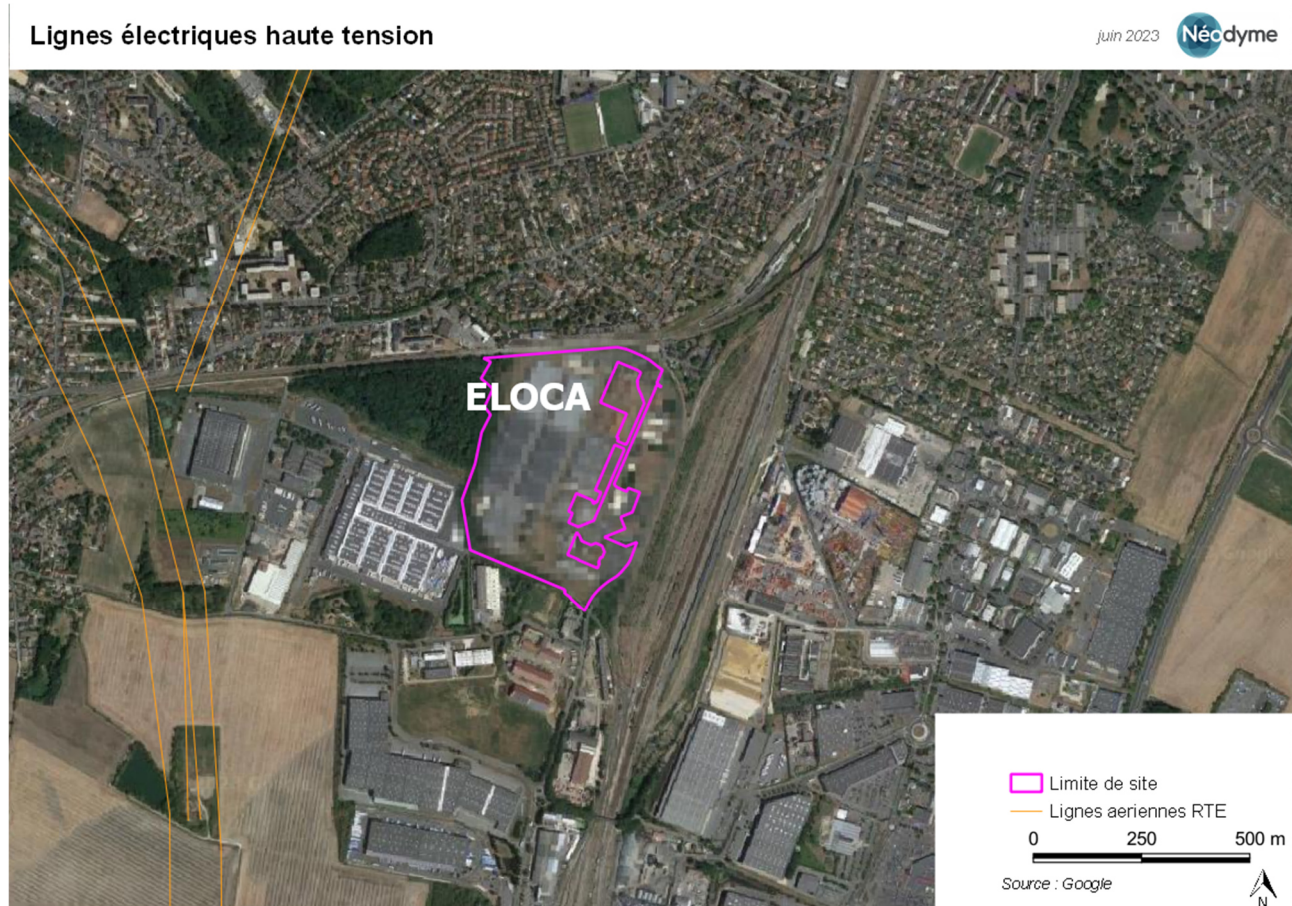 Lignes électriques haute tension
juin 2023
Néodyme
ELOCA
Limite de site
Lignes aeriennes RTE
0 250 500 m
Source : Google
N